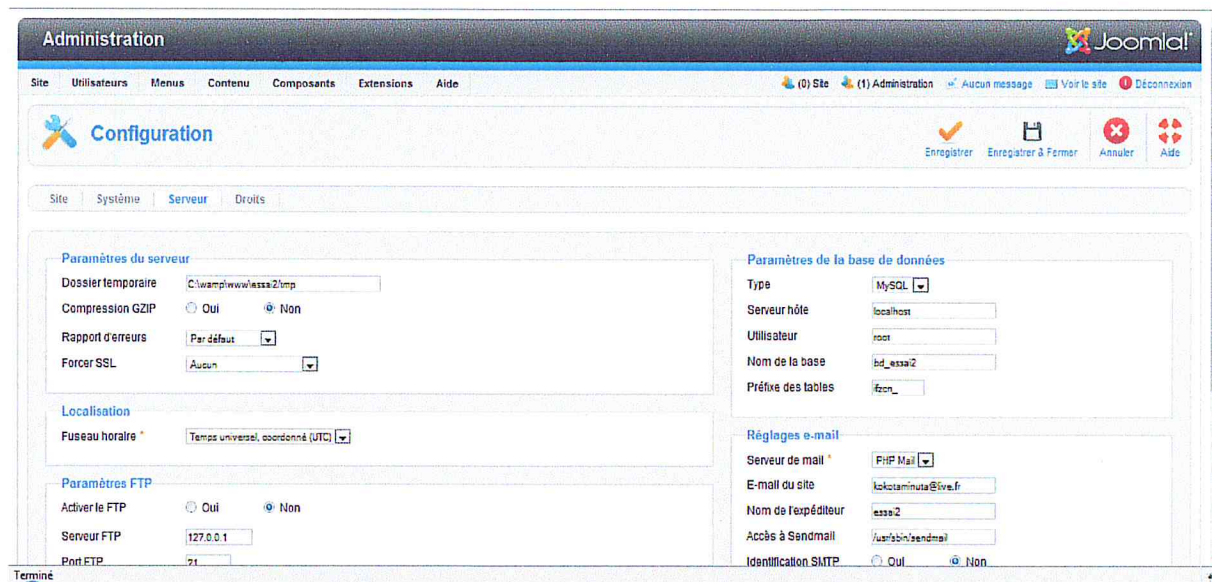 Administration
Joomla!
Site Utilisateurs Menus Contenu Composants Extensions Aide
(0) Site (1) Administration Aucun message Voir le site Déconnexion
Configuration
Enregistrer Enregistrer & Fermer Annuler Aide
Site Système Serveur Droits
Paramètres du serveur
Dossier temporaire C:\wamp\www\essai2/tmp
Compression GZIP Oui Non
Rapport d'erreurs Par défaut
Forcer SSL Aucun
Localisation
Fuseau horaire * Temps universel, coordonné (UTC)
Paramètres FTP
Activer le FTP Oui Non
Serveur FTP 127.0.0.1
Port FTP 21
Paramètres de la base de données
Type MySQL
Serveur hôte localhost
Utilisateur root
Nom de la base bd_essai2
Préfixe des tables
Réglages e-mail
Serveur de mail * PHP Mail
E-mail du site kokotaminuta@live.fr
Nom de l'expéditeur essai2
Accès à Sendmail /usr/sbin/sendmail
Identification SMTP Oui Non
Terminé